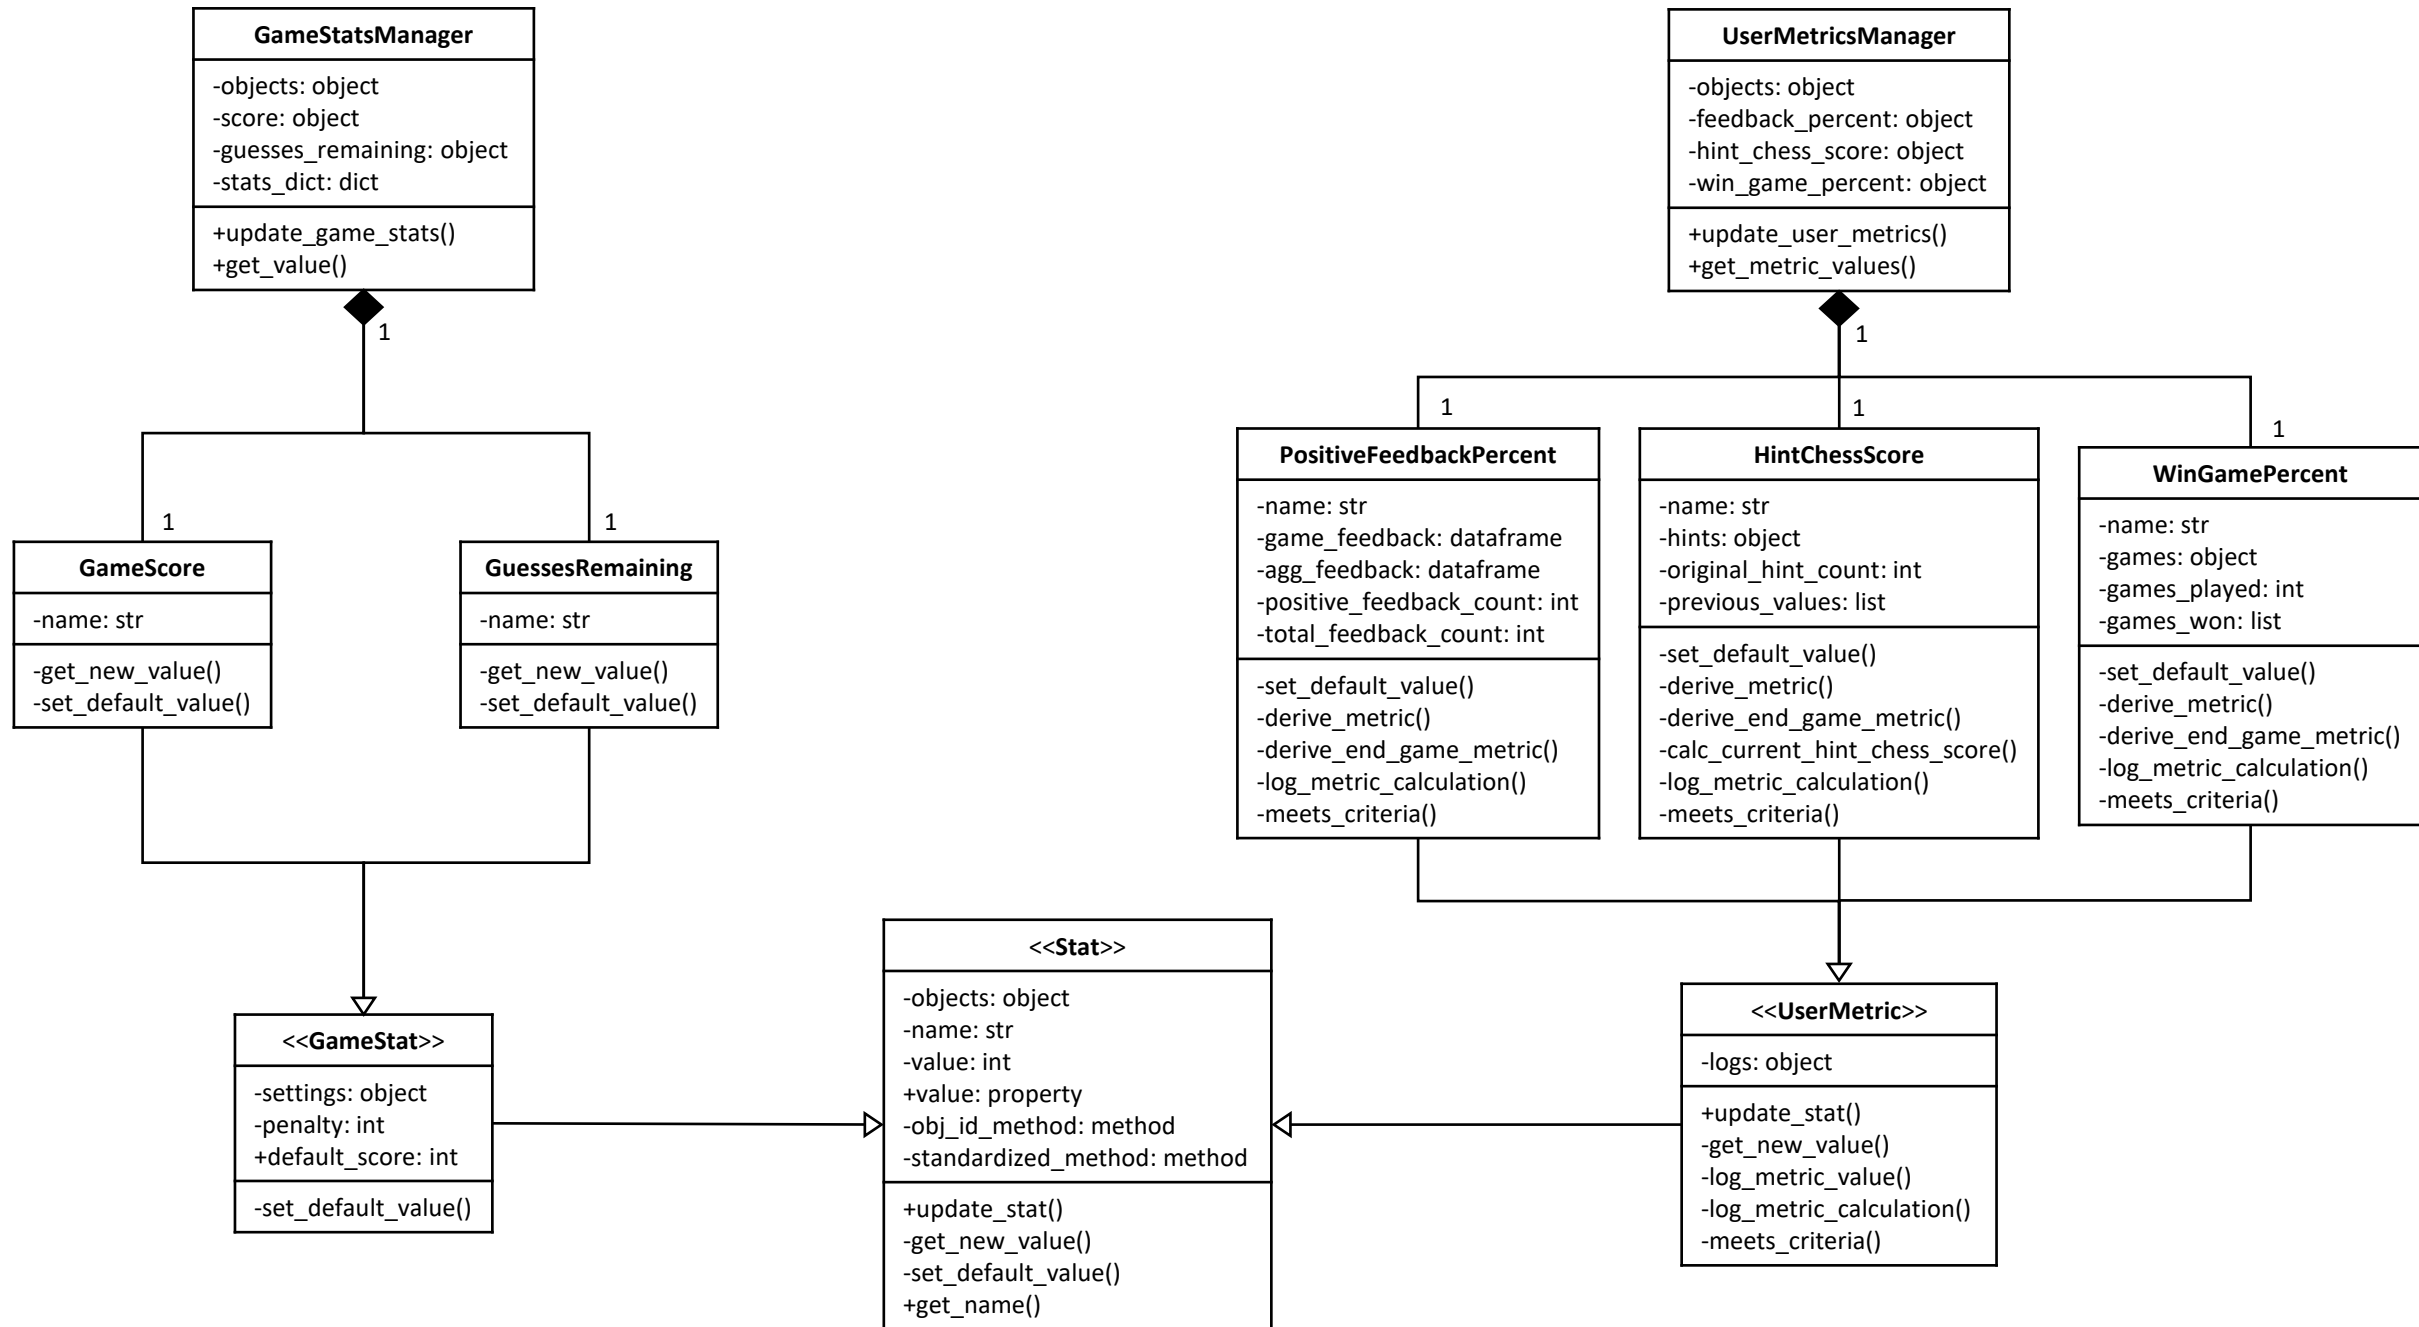 GameStatsManager
-objects: object
-score: object
-guesses_remaining: object
-stats_dict: dict
+update_game_stats()
+get_value()
1
UserMetricsManager
-objects: object
-feedback_percent: object
-hint_chess_score: object
-win_game_percent: object
+update_user_metrics()
+get_metric_values()
1
1
GameScore
-name: str
-get_new_value()
-set_default_value()
1
GuessesRemaining
-name: str
-get_new_value()
-set_default_value()
1
PositiveFeedbackPercent
-name: str
-game_feedback: dataframe
-agg_feedback: dataframe
-positive_feedback_count: int
-total_feedback_count: int
-set_default_value()
-derive_metric()
-derive_end_game_metric()
-log_metric_calculation()
-meets_criteria()
1
HintChessScore
-name: str
-hints: object
-original_hint_count: int
-previous_values: list
-set_default_value()
-derive_metric()
-derive_end_game_metric()
-calc_current_hint_chess_score()
-log_metric_calculation()
-meets_criteria()
1
WinGamePercent
-name: str
-games: object
-games_played: int
-games_won: list
-set_default_value()
-derive_metric()
-derive_end_game_metric()
-log_metric_calculation()
-meets_criteria()
<<GameStat>>
-settings: object
-penalty: int
+default_score: int
-set_default_value()
<<Stat>>
-objects: object
-name: str
-value: int
+value: property
-obj_id_method: method
-standardized_method: method
+update_stat()
-get_new_value()
-set_default_value()
+get_name()
<<UserMetric>>
-logs: object
+update_stat()
-get_new_value()
-log_metric_value()
-log_metric_calculation()
-meets_criteria()